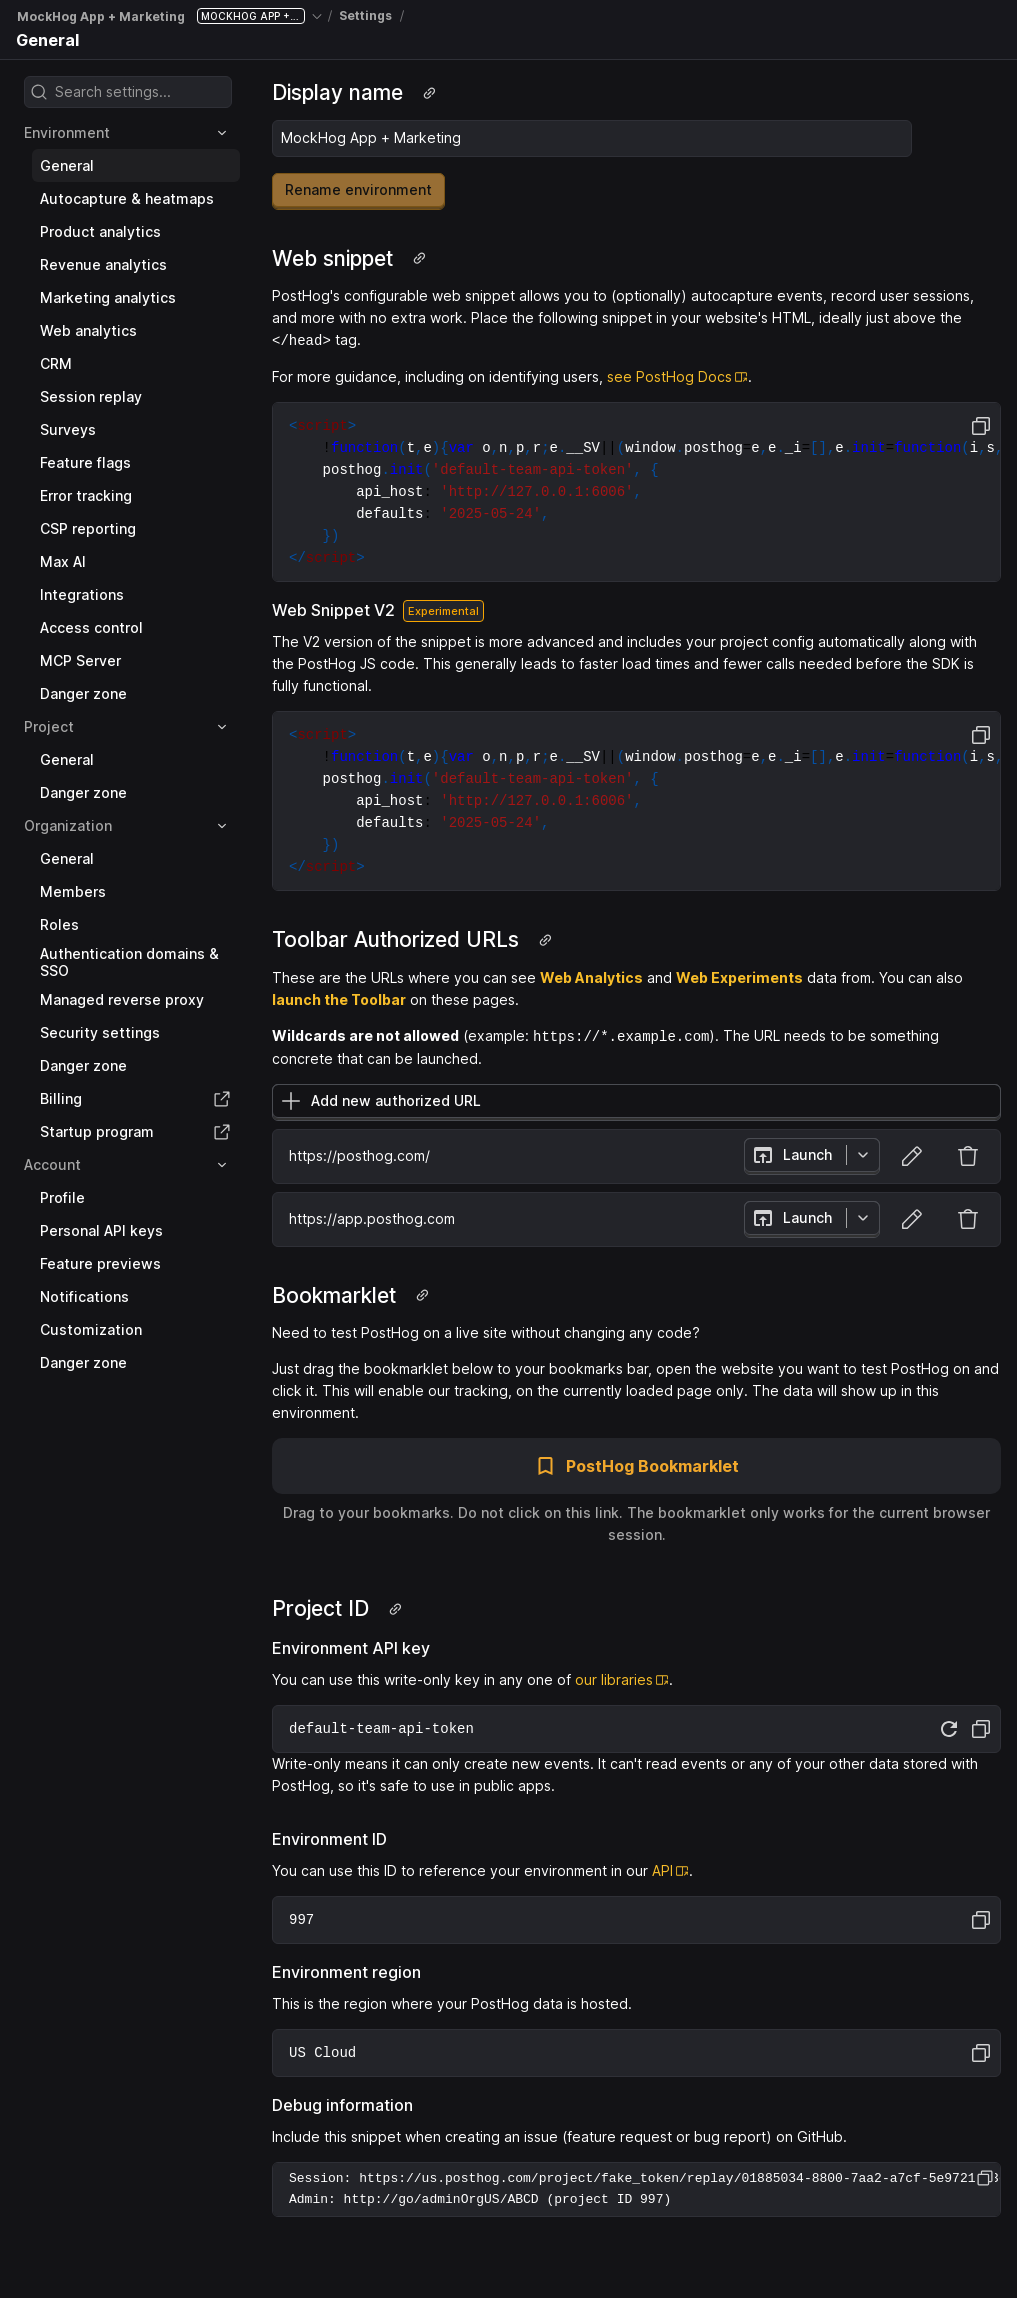 MockHog App + Marketing MOCKHOG APP +... / Settings /
General
Search settings...
Environment
General
Autocapture & heatmaps
Product analytics
Revenue analytics
Marketing analytics
Web analytics
CRM
Session replay
Surveys
Feature flags
Error tracking
CSP reporting
Max AI
Integrations
Access control
MCP Server
Danger zone
Project
General
Danger zone
Organization
General
Members
Roles
Authentication domains &
SSO
Managed reverse proxy
Security settings
Danger zone
Billing
Startup program
Account
Profile
Personal API keys
Feature previews
Notifications
Customization
Danger zone
Display name
MockHog App + Marketing
Rename environment
Web snippet
PostHog's configurable web snippet allows you to (optionally) autocapture events, record user sessions,
and more with no extra work. Place the following snippet in your website's HTML, ideally just above the
</head> tag.
For more guidance, including on identifying users, see PostHog Docs.
<script>
!function(t,e){var o,n,p,r;e.__SV||(window.posthog=e,e._i=[],e.init=function(i,s,
posthog.init('default-team-api-token', {
api_host: 'http://127.0.0.1:6006',
defaults: '2025-05-24',
})
</script>
Web Snippet V2 Experimental
The V2 version of the snippet is more advanced and includes your project config automatically along with
the PostHog JS code. This generally leads to faster load times and fewer calls needed before the SDK is
fully functional.
<script>
!function(t,e){var o,n,p,r;e.__SV||(window.posthog=e,e._i=[],e.init=function(i,s,
posthog.init('default-team-api-token', {
api_host: 'http://127.0.0.1:6006',
defaults: '2025-05-24',
})
</script>
Toolbar Authorized URLs
These are the URLs where you can see Web Analytics and Web Experiments data from. You can also
launch the Toolbar on these pages.
Wildcards are not allowed (example: https://*.example.com). The URL needs to be something
concrete that can be launched.
Add new authorized URL
https://posthog.com/ Launch
https://app.posthog.com Launch
Bookmarklet
Need to test PostHog on a live site without changing any code?
Just drag the bookmarklet below to your bookmarks bar, open the website you want to test PostHog on and
click it. This will enable our tracking, on the currently loaded page only. The data will show up in this
environment.
PostHog Bookmarklet
Drag to your bookmarks. Do not click on this link. The bookmarklet only works for the current browser
session.
Project ID
Environment API key
You can use this write-only key in any one of our libraries.
default-team-api-token
Write-only means it can only create new events. It can't read events or any of your other data stored with
PostHog, so it's safe to use in public apps.
Environment ID
You can use this ID to reference your environment in our API.
997
Environment region
This is the region where your PostHog data is hosted.
US Cloud
Debug information
Include this snippet when creating an issue (feature request or bug report) on GitHub.
Session: https://us.posthog.com/project/fake_token/replay/01885034-8800-7aa2-a7cf-5e9721
Admin: http://go/adminOrgUS/ABCD (project ID 997)